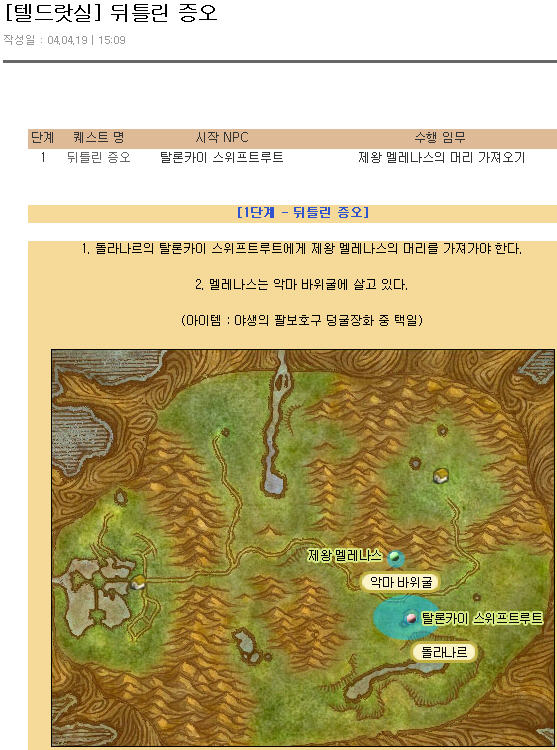 [텔드랏실] 뒤틀린 증오
작성일 : 04.04.19 | 15:09
단계 퀘스트 명 시작 NPC 수행 임무
1 뒤틀린 증오 탈론카이 스위프트루트 제왕 멜레나스의 머리 가져오기
[1단계 - 뒤틀린 증오]
1. 돌라나르의 탈론카이 스위프트루트에게 제왕 멜레나스의 머리를 가져가야 한다.
2. 멜레나스는 악마 바위굴에 살고 있다.
(아이템 : 야생의 팔보호구 덩굴장화 중 택일)
제왕 멜레나스
악마 바위굴
탈론카이 스위프트루트
돌라나르